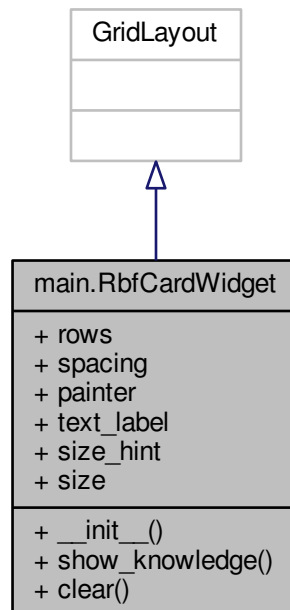 GridLayout
main.RbfCardWidget
+ rows
+ spacing
+ painter
+ text_label
+ size_hint
+ size
+ __init__()
+ show_knowledge()
+ clear()